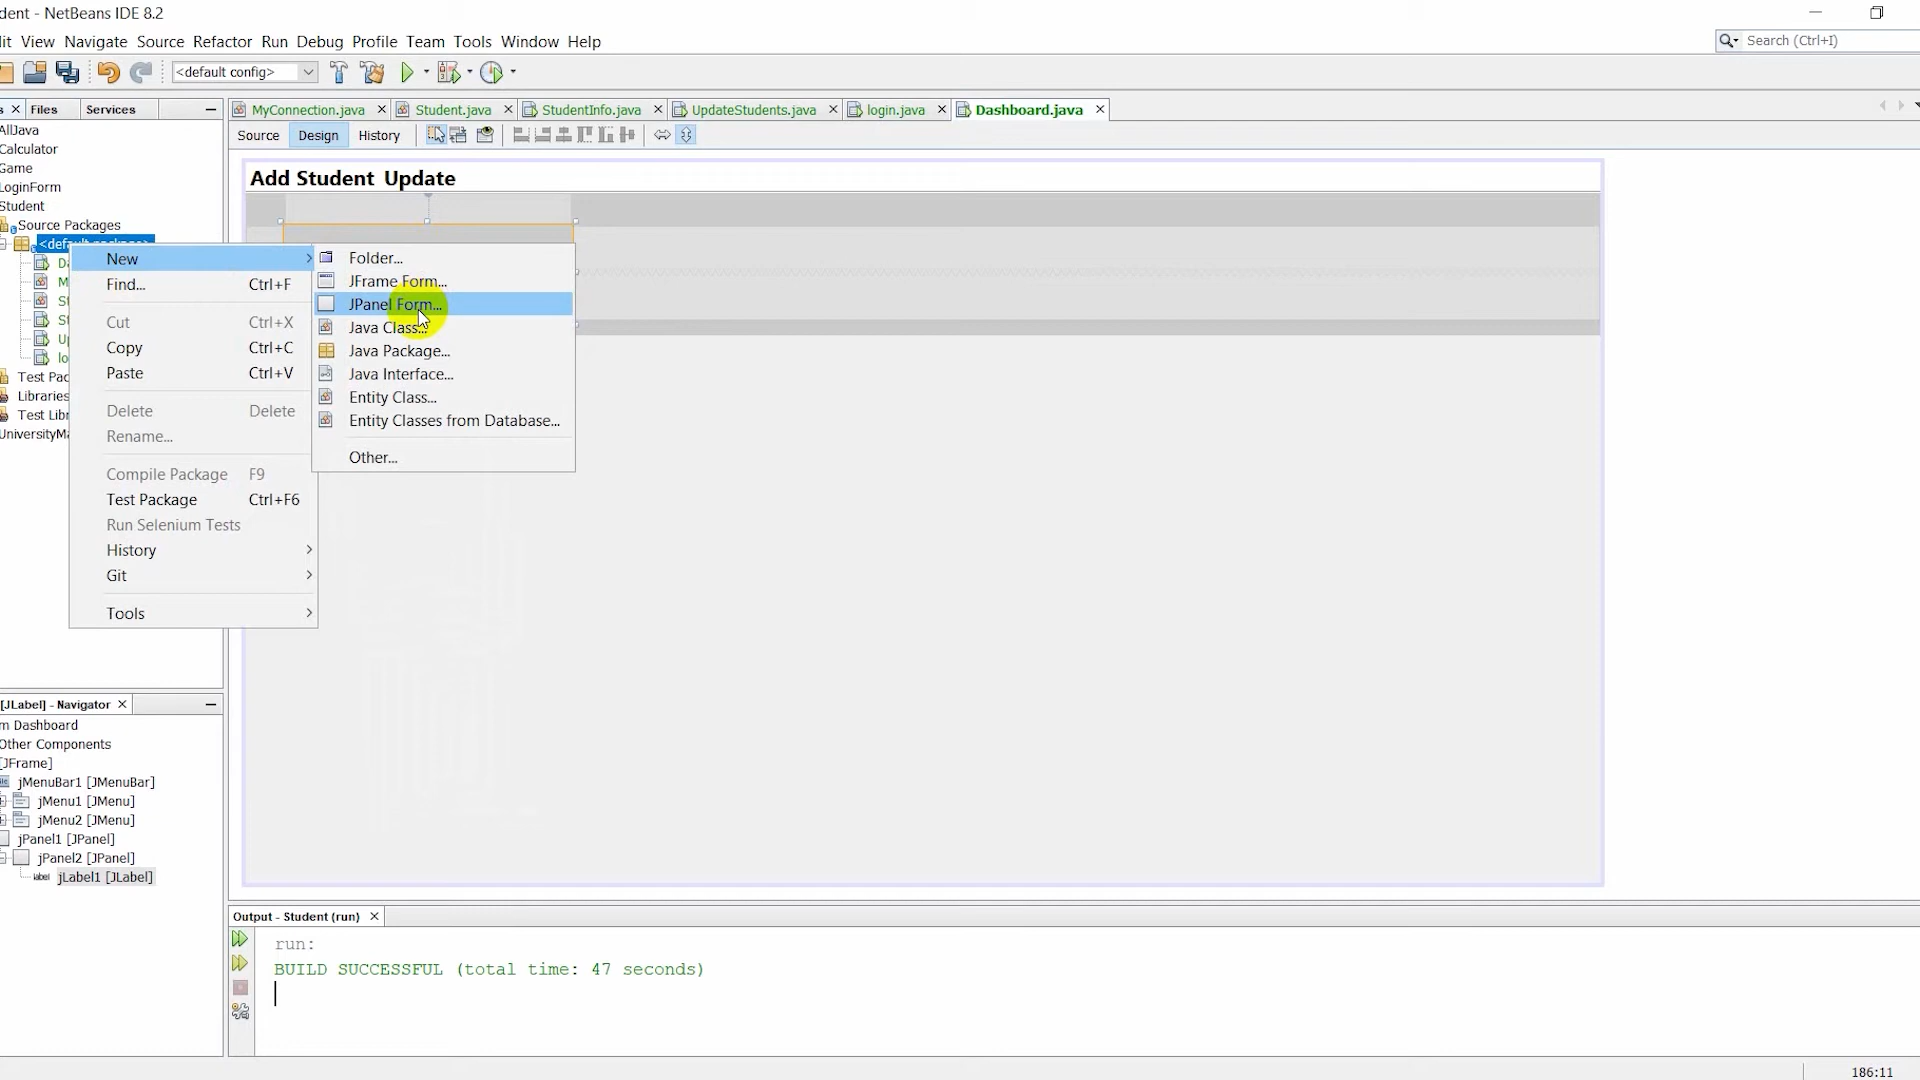 dent - NetBeans IDE 8.2
it View Navigate Source Refactor Run Debug Profile Team Tools Window Help
Search (Ctrl+I)
<default config>
s Files Services
MyConnection.java Student.java StudentInfo.java UpdateStudents.java login.java Dashboard.java
Source Design History
AllJava
Calculator
Game
LoginForm
Student
Source Packages
Test Pac
Libraries
Test Libr
UniversityMa
Add Student Update
New
Find... Ctrl+F
Cut Ctrl+X
Copy Ctrl+C
Paste Ctrl+V
Delete Delete
Rename...
Compile Package F9
Test Package Ctrl+F6
Run Selenium Tests
History
Git
Tools
Folder...
JFrame Form...
JPanel Form...
Java Class...
Java Package...
Java Interface...
Entity Class...
Entity Classes from Database...
Other...
[JLabel] - Navigator
m Dashboard
Other Components
[JFrame]
jMenuBar1 [JMenuBar]
jMenu1 [JMenu]
jMenu2 [JMenu]
jPanel1 [JPanel]
jPanel2 [JPanel]
label jLabel1 [JLabel]
Output - Student (run)
run:
BUILD SUCCESSFUL (total time: 47 seconds)
186:11